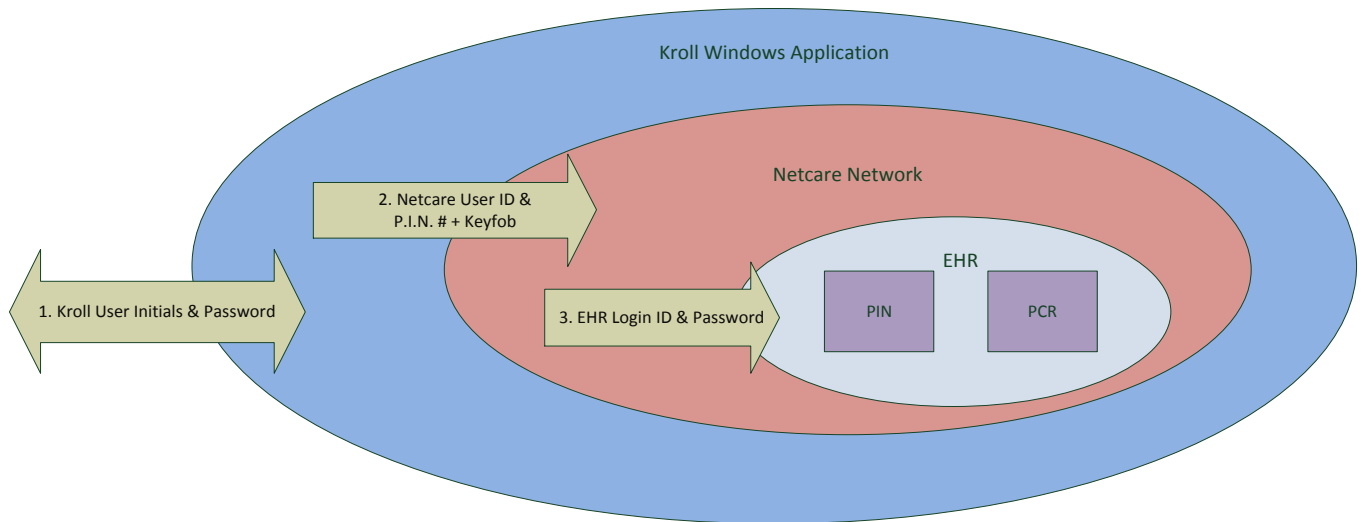 Kroll Windows Application
Netcare Network
2. Netcare User ID &
P.I.N. # + Keyfob
EHR
1. Kroll User Initials & Password
3. EHR Login ID & Password
PIN
PCR